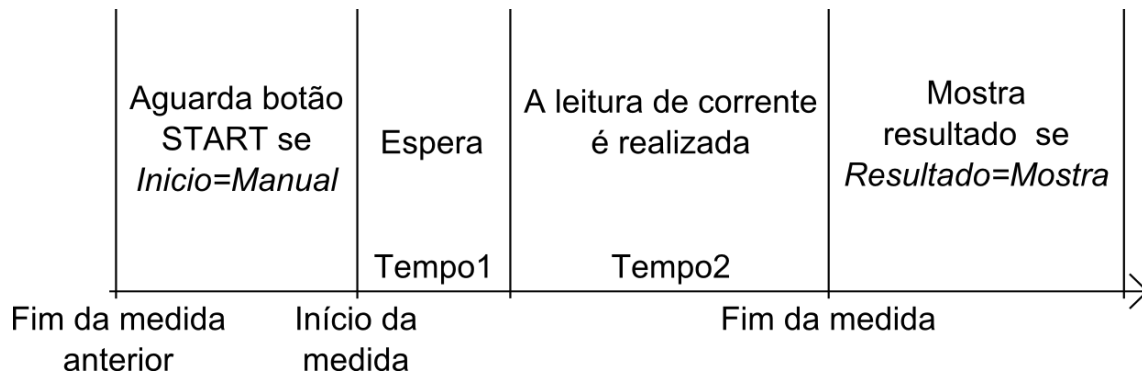 Aguarda botão
START se
Inicio=Manual
Espera
A leitura de corrente
é realizada
Mostra
resultado se
Resultado=Mostra
Tempo1
Tempo2
Fim da medida
anterior
Início da
medida
Fim da medida